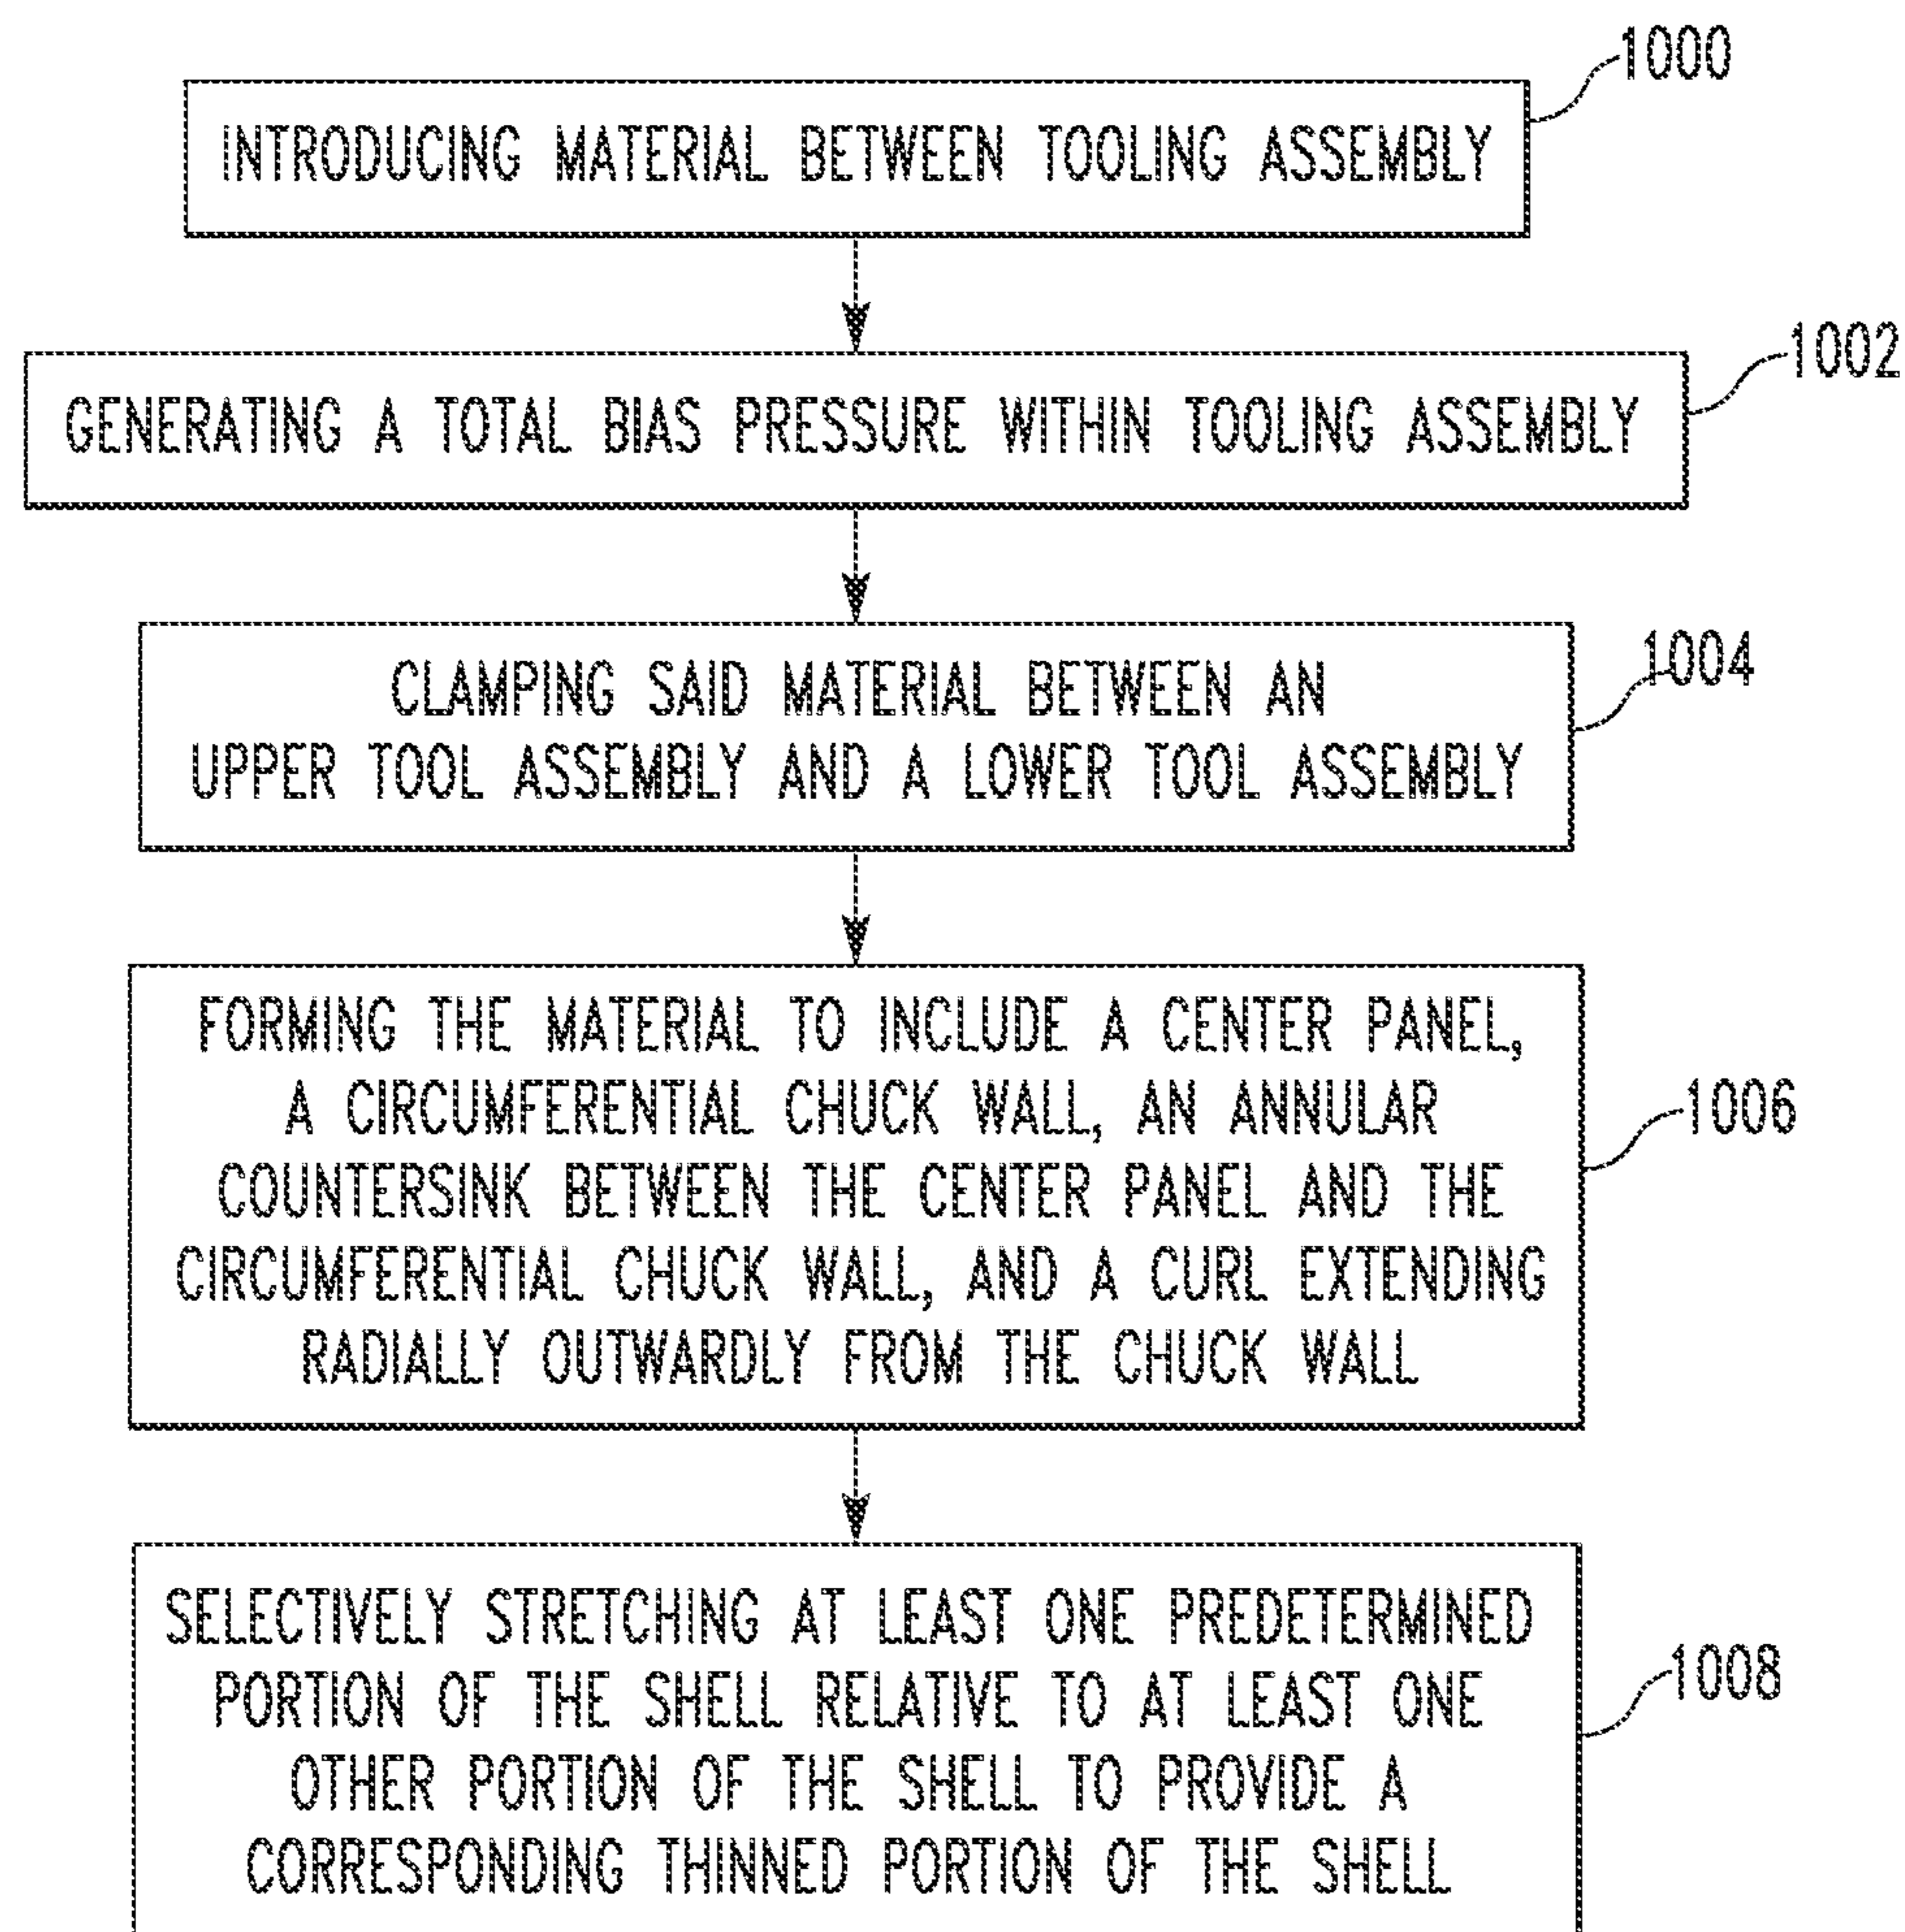 1000
INTRODUCING MATERIAL BETWEEN TOOLING ASSEMBLY
1002
GENERATING A TOTAL BIAS PRESSURE WITHIN TOOLING ASSEMBLY
1004
CLAMPING SAID MATERIAL BETWEEN AN
UPPER TOOL ASSEMBLY AND A LOWER TOOL ASSEMBLY
FORMING THE MATERIAL TO INCLUDE A CENTER PANEL,
A CIRCUMFERENTIAL CHUCK WALL, AN ANNULAR
1006
COUNTERSINK BETWEEN THE CENTER PANEL AND THE
CIRCUMFERENTIAL CHUCK WALL, AND A CURL EXTENDING
RADIALLY OUTWARDLY FROM THE CHUCK WALL
SELECTIVELY STRETCHING AT LEAST ONE PREDETERMINED
PORTION OF THE SHELL RELATIVE TO AT LEAST ONE
1008
OTHER PORTION OF THE SHELL TO PROVIDE A
CORRESPONDING THINNED PORTION OF THE SHELL